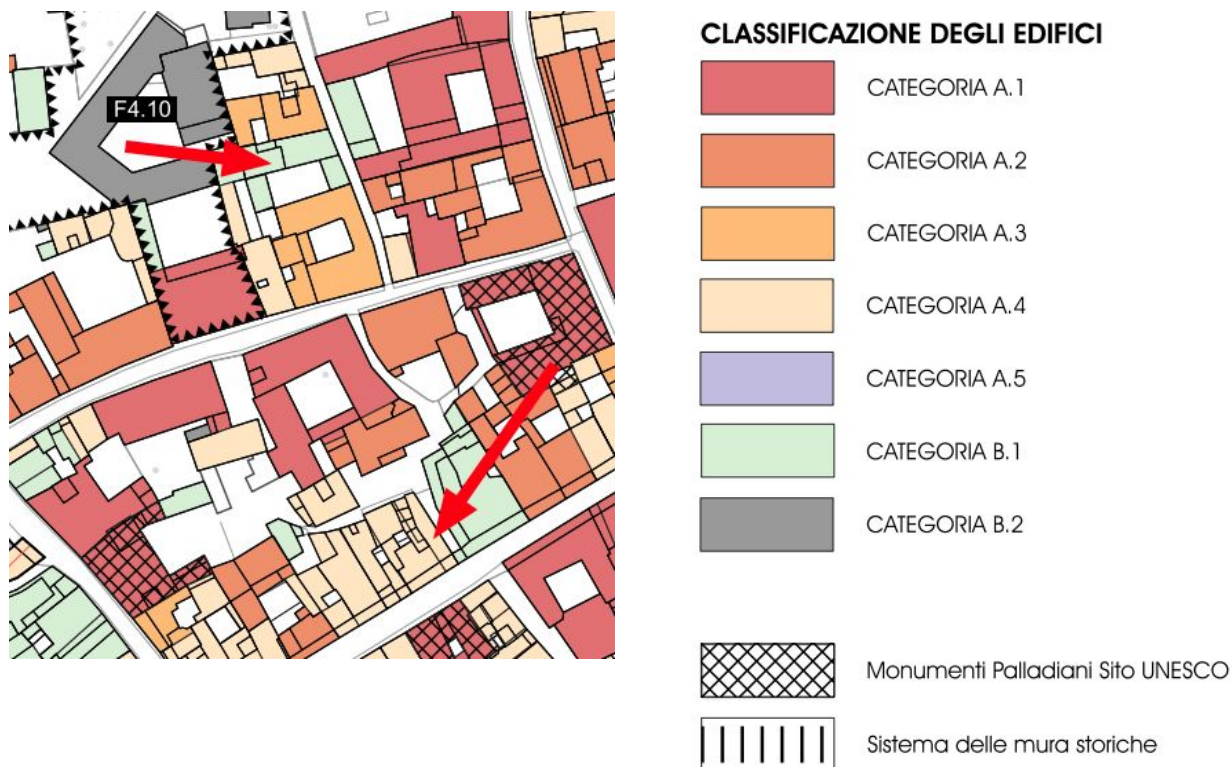 F4.10
CLASSIFICAZIONE DEGLI EDIFICI
CATEGORIA A.1
CATEGORIA A.2
CATEGORIA A.3
CATEGORIA A.4
CATEGORIA A.5
CATEGORIA B.1
CATEGORIA B.2
Monumenti Palladiani Sito UNESCO
Sistema delle mura storiche